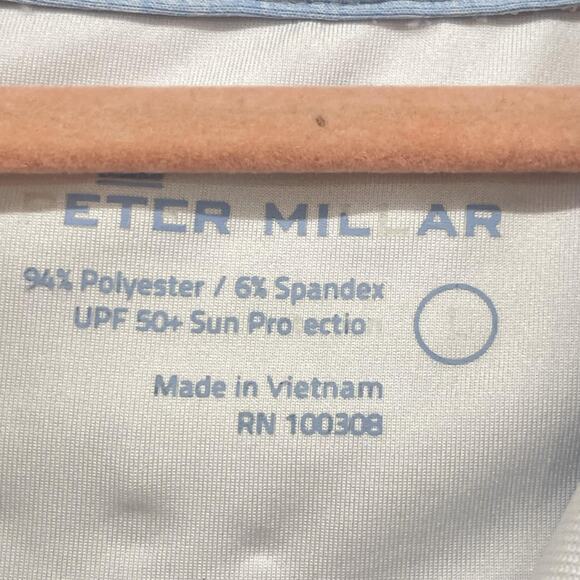 PETER MILLAR
94% Polyester / 6% Spandex
UPF 50+ Sun Pro ectio
L
Made in Vietnam
RN 100308